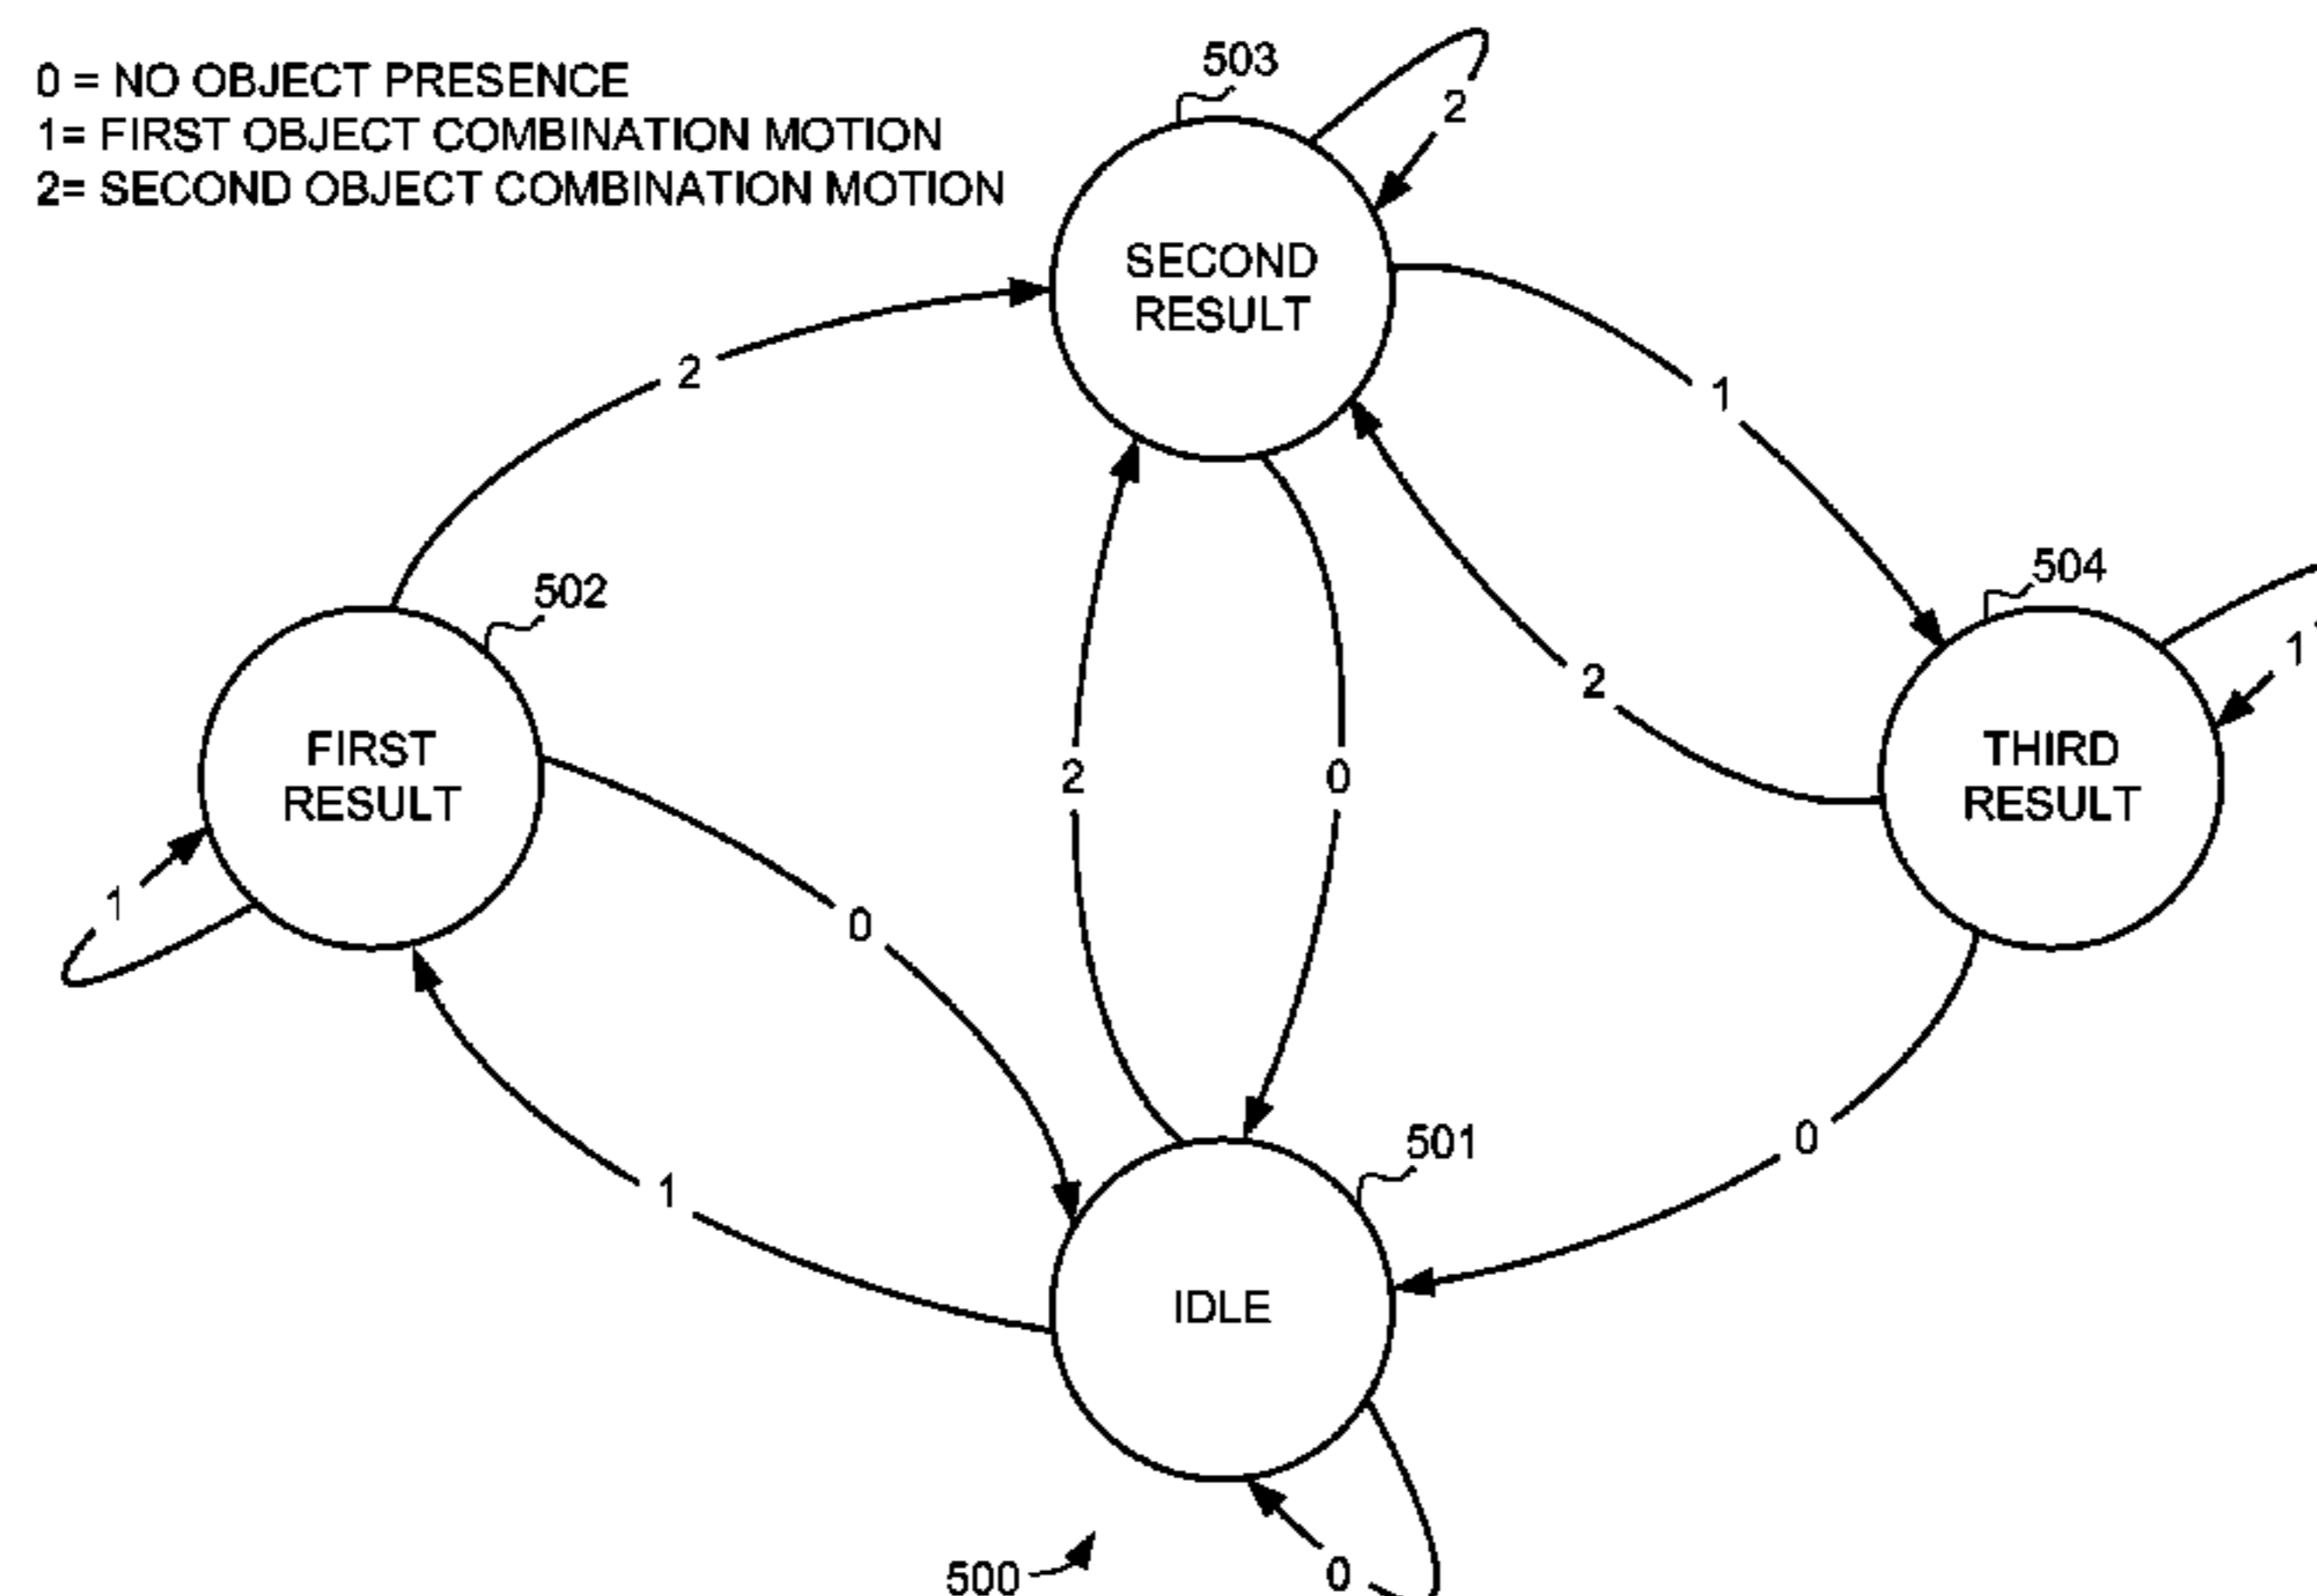 0 = NO OBJECT PRESENCE
1= FIRST OBJECT COMBINATION MOTION
2= SECOND OBJECT COMBINATION MOTION
503
2
SECOND
RESULT
2
1
502
504
2
1
FIRST
RESULT
2
0
THIRD
RESULT
1
0
1
0
501
IDLE
500
0